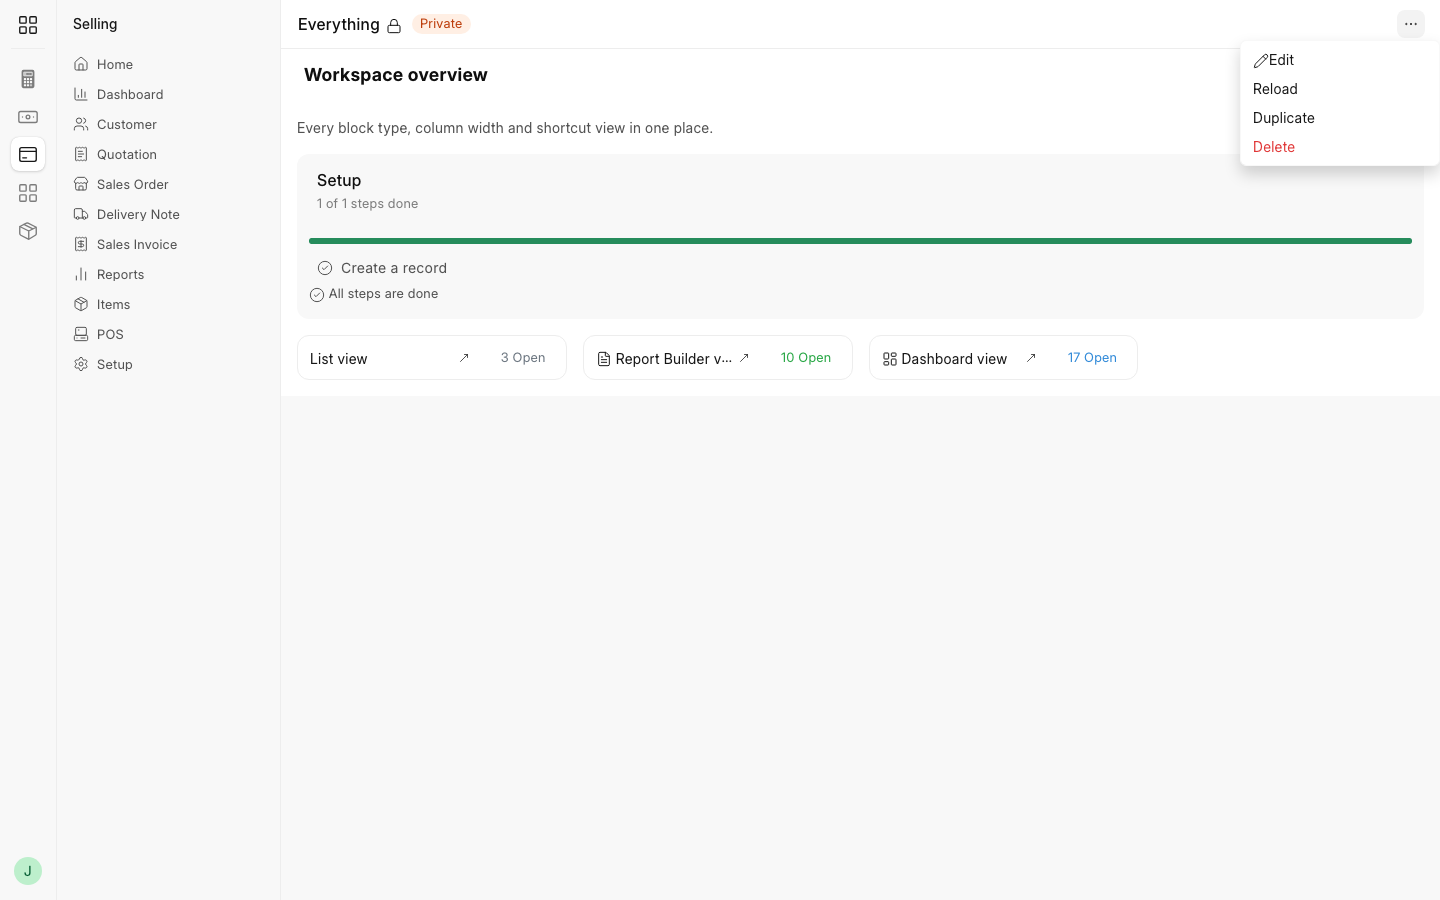 Selling
Home
Dashboard
Customer
Quotation
Sales Order
Delivery Note
Sales Invoice
Reports
Items
POS
Setup
J
Everything
Private
Edit
Reload
Duplicate
Delete
Workspace overview
Every block type, column width and shortcut view in one place.
Setup
1 of 1 steps done
Create a record
All steps are done
List view 3 Open
Report Builder v... 10 Open
Dashboard view 17 Open